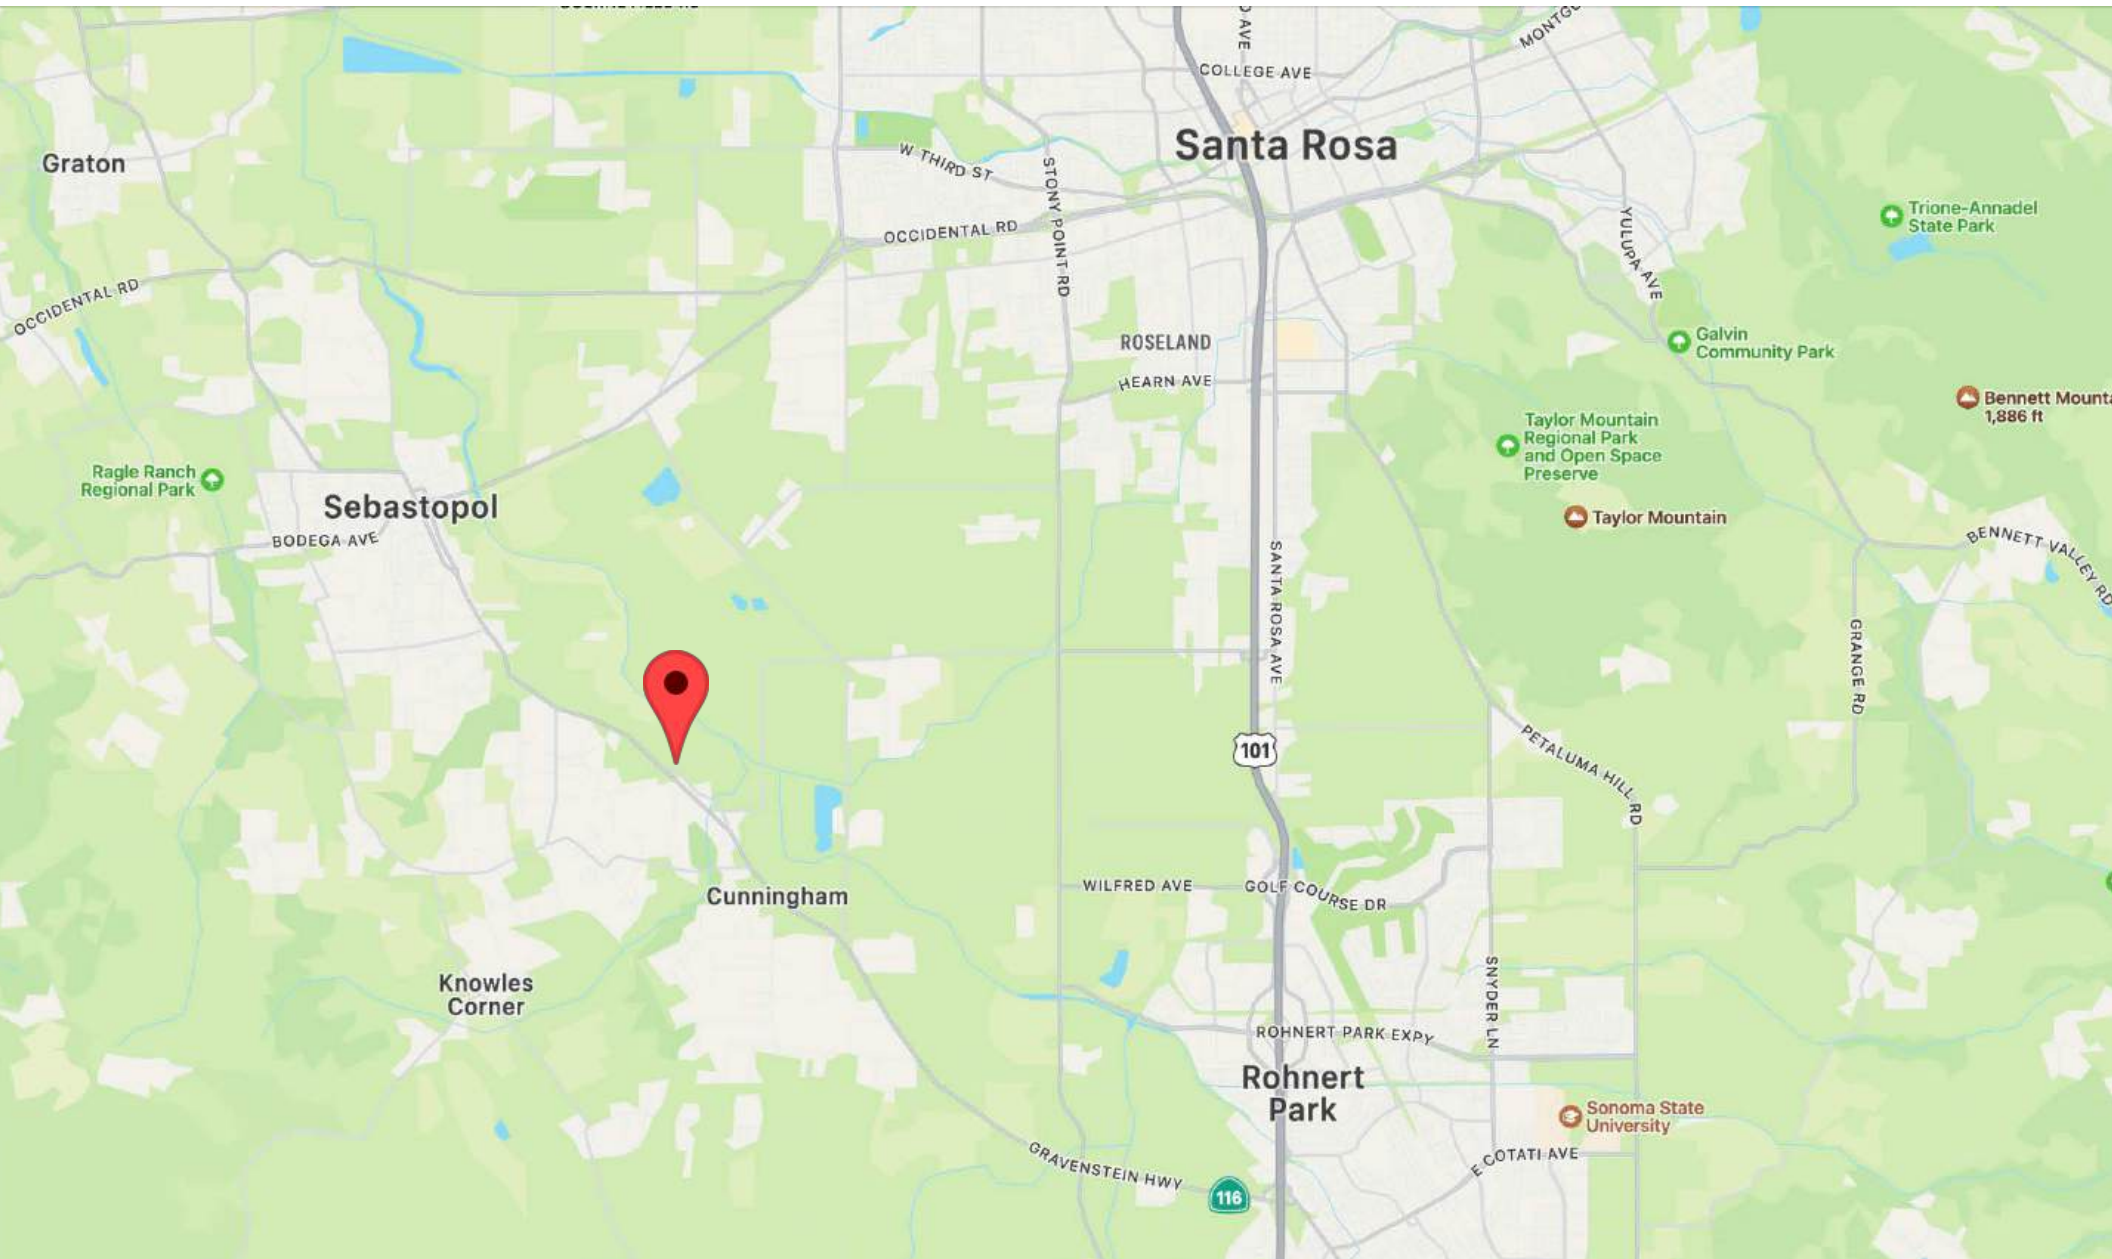 COLLEGE AVE
Santa Rosa
Graton
W THIRD ST
STONY POINT RD
OCCIDENTAL RD
YULUPA AVE
Trione-Annadel
State Park
OCCIDENTAL RD
ROSELAND
HEARN AVE
Galvin
Community Park
1,886 ft
Taylor Mountain
Regional Park
and Open Space
Preserve
Ragle Ranch
Regional Park
Sebastopol
BODEGA AVE
Taylor Mountain
BENNETT VALLEY RD
SANTA ROSA AVE
GRANGE RD
101
PETALUMA HILL RD
WILFRED AVE
GOLF COURSE DR
Cunningham
Knowles
Corner
SNYDER LN
ROHNERT PARK EXPY
Rohnert
Park
Sonoma State
University
GRAVENSTEIN HWY
E COTATI AVE
116